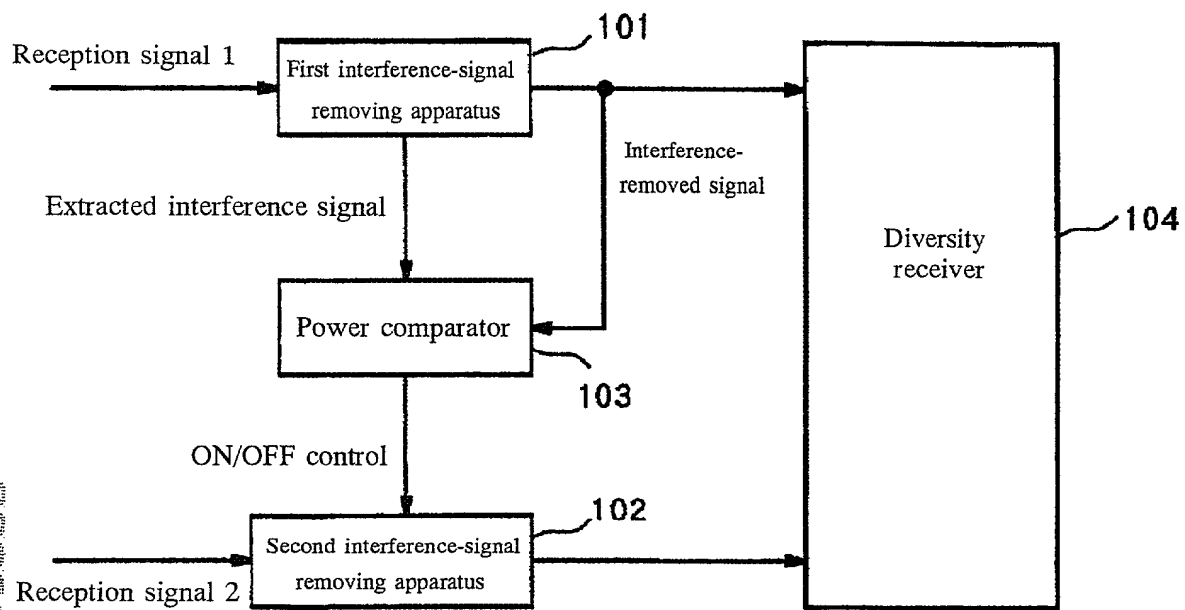 101
Reception signal 1
First interference-signal
removing apparatus
Interference-
removed signal
Extracted interference signal
104
Diversity
receiver
Power comparator
103
ON/OFF control
102
Second interference-signal
removing apparatus
Reception signal 2